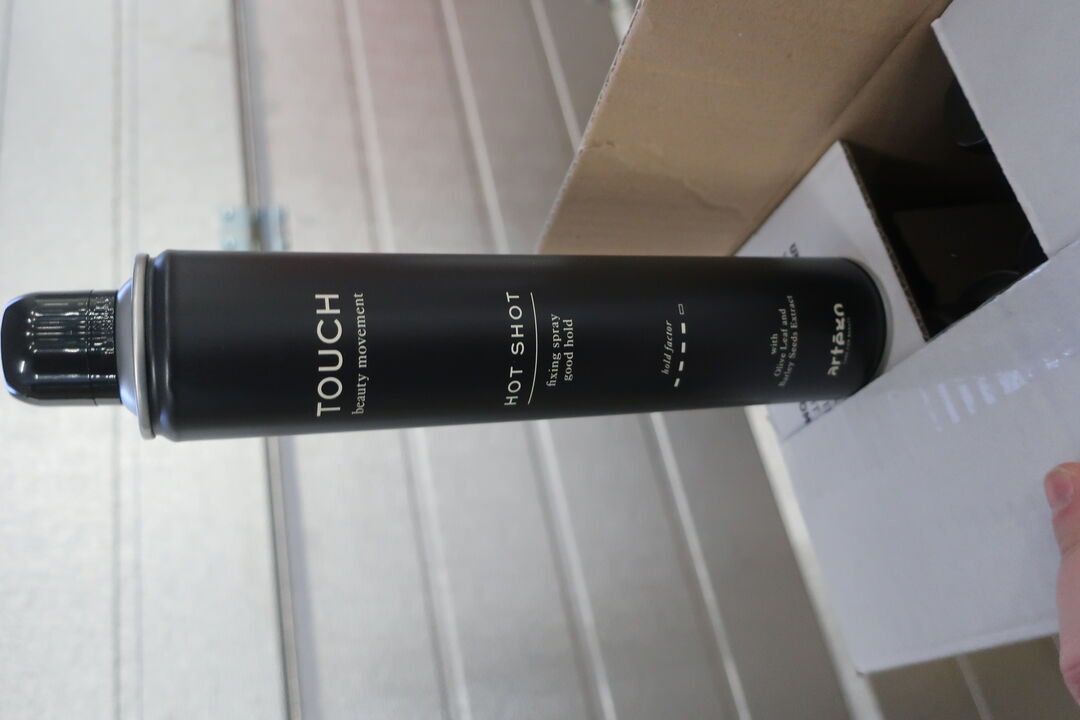 TOUCH
beauty movement
HOT SHOT
fixing spray
good hold
hold factor
with
Olive Leaf and
Barley Seeds Extract
artègo